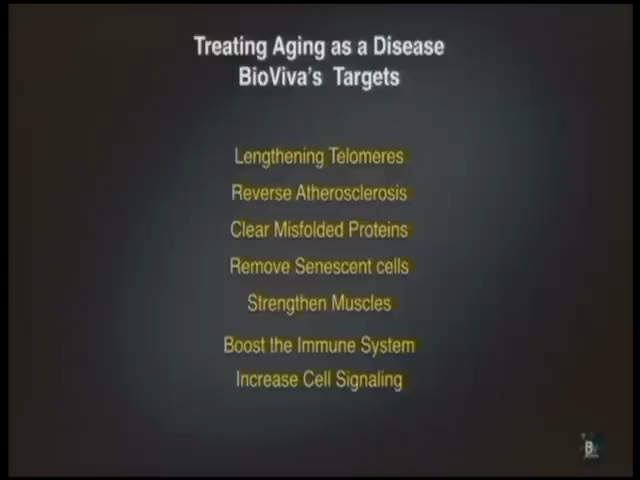 Treating Aging as a Disease
BioViva's Targets
Lengthening Telomeres
Reverse Atherosclerosis
Clear Misfolded Proteins
Remove Senescent cells
Strengthen Muscles
Boost the Immune System
Increase Cell Signaling
B